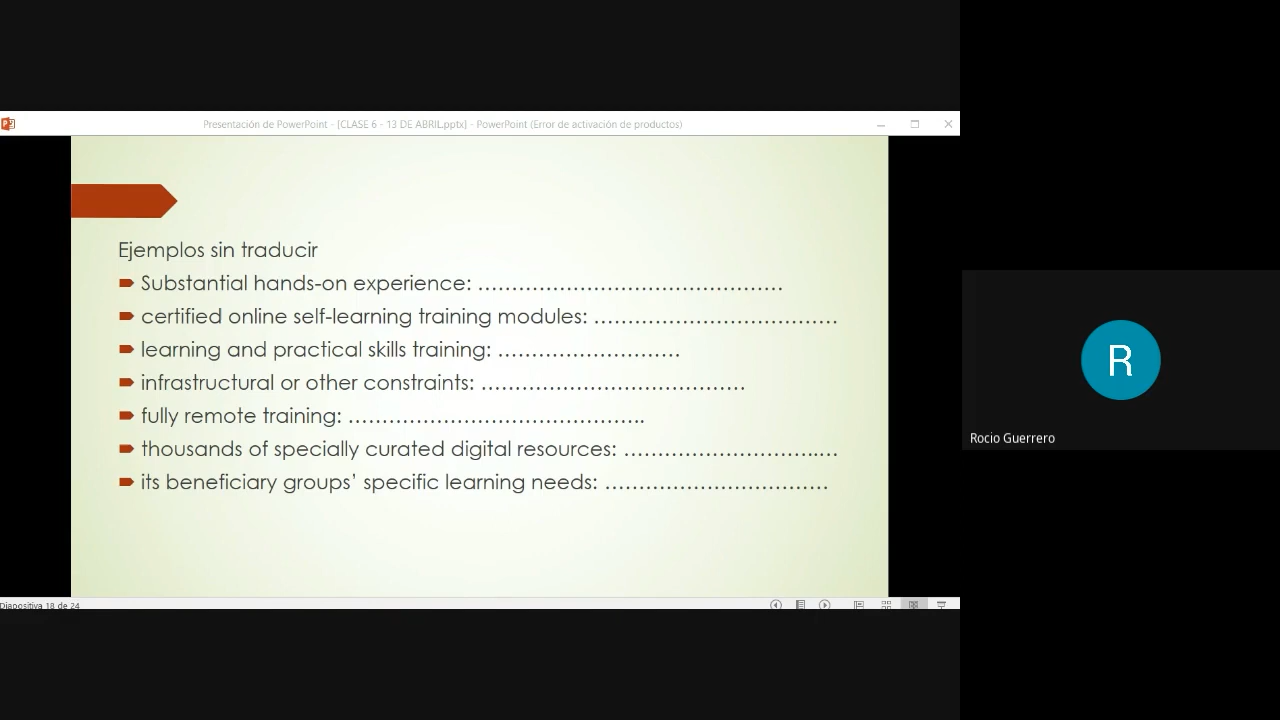 Presentación de PowerPoint - [CLASE 6 - 13 DE ABRIL.pptx] - PowerPoint (Error de activación de productos)
Ejemplos sin traducir
Substantial hands-on experience: ………………………………………
certified online self-learning training modules: ………………………………
learning and practical skills training: ………………………
infrastructural or other constraints: …………………………………
fully remote training: ……………………………………..
thousands of specially curated digital resources: ………………………..….
its beneficiary groups’ specific learning needs: ……………………………
Diapositiva 18 de 24
R
Rocio Guerrero